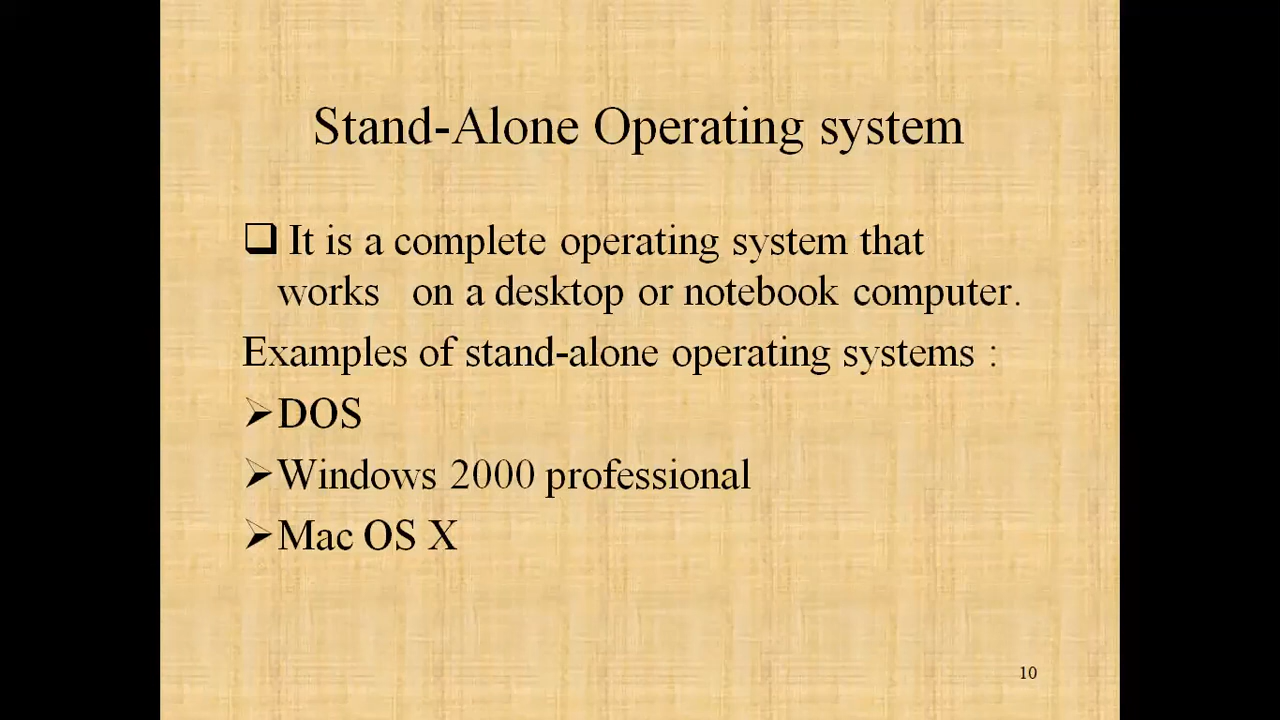 Stand-Alone Operating system
❑ It is a complete operating system that
works on a desktop or notebook computer.
Examples of stand-alone operating systems :
➢DOS
➢Windows 2000 professional
➢Mac OS X
10